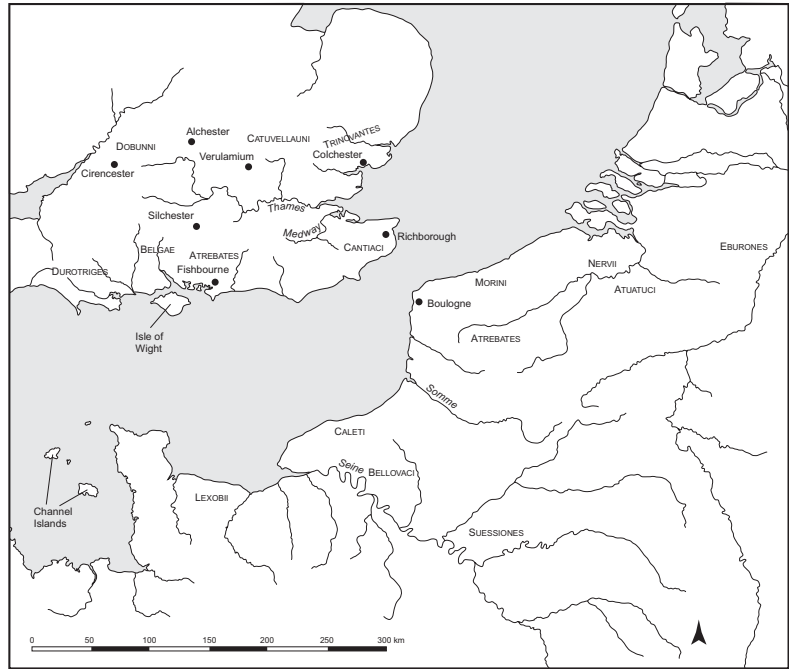 Alchester
DOBUNNI
CATUVELLAUNI
TRINOVANTES
Verulamium
Colchester
Cirencester
Silchester
Thames
Medway
Richborough
BELGAE
ATREBATES
CANTIACI
DUROTRIGES
Fishbourne
EBURONES
NERVII
MORINI
ATUATUCI
Boulogne
Isle of
Wight
ATREBATES
Somme
CALETI
Seine
BELLOVACI
LEXOBII
Channel
Islands
SUESSIONES
0 50 100 150 200 250 300 km